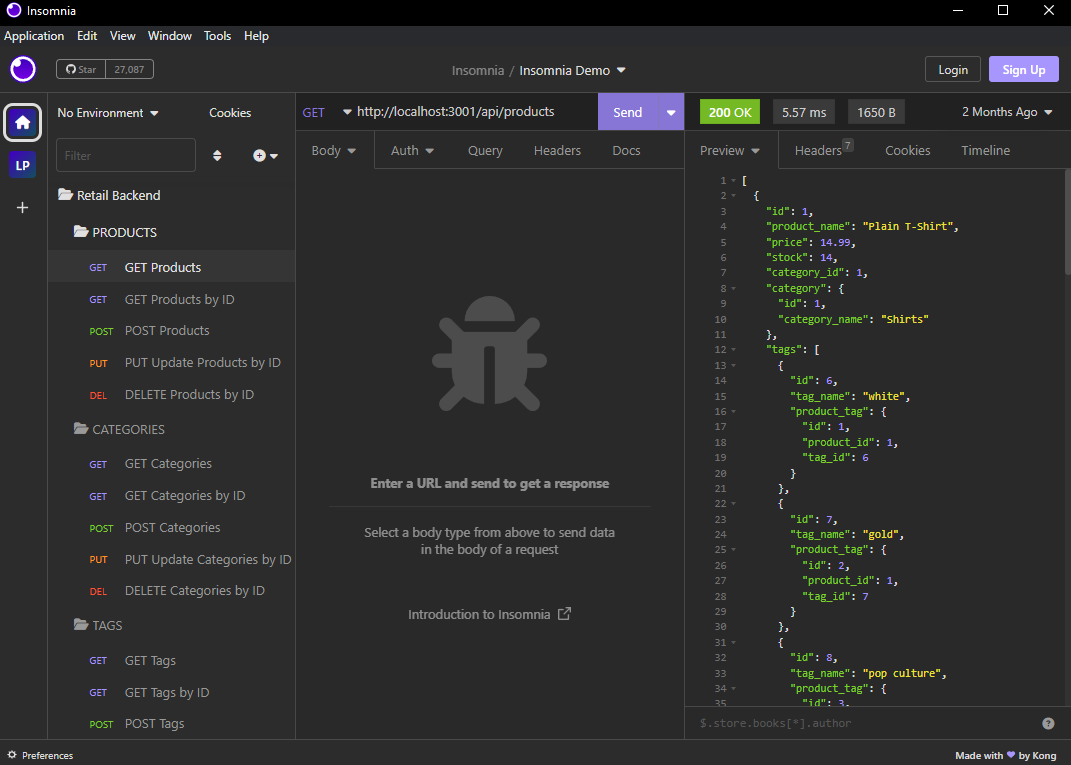 Insomnia
Application Edit View Window Tools Help
Star 27,087
Insomnia / Insomnia Demo
Login Sign Up
LP
No Environment Cookies
Filter
Retail Backend
PRODUCTS
GET GET Products
GET GET Products by ID
POST POST Products
PUT PUT Update Products by ID
DEL DELETE Products by ID
CATEGORIES
GET GET Categories
GET GET Categories by ID
POST POST Categories
PUT PUT Update Categories by ID
DEL DELETE Categories by ID
TAGS
GET GET Tags
GET GET Tags by ID
POST POST Tags
GET http://localhost:3001/api/products Send
Body Auth Query Headers Docs
Enter a URL and send to get a response
Select a body type from above to send data
in the body of a request
Introduction to Insomnia
200 OK 5.57 ms 1650 B 2 Months Ago
Preview Headers 7 Cookies Timeline
1 [
2 {
3 "id": 1,
4 "product_name": "Plain T-Shirt",
5 "price": 14.99,
6 "stock": 14,
7 "category_id": 1,
8 "category": {
9 "id": 1,
10 "category_name": "Shirts"
11 },
12 "tags": [
13 {
14 "id": 6,
15 "tag_name": "white",
16 "product_tag": {
17 "id": 1,
18 "product_id": 1,
19 "tag_id": 6
20 }
21 },
22 {
23 "id": 7,
24 "tag_name": "gold",
25 "product_tag": {
26 "id": 2,
27 "product_id": 1,
28 "tag_id": 7
29 }
30 },
31 {
32 "id": 8,
33 "tag_name": "pop culture",
34 "product_tag": {
35 "id": 3,
$.store.books[*].author
?
Preferences
Made with ♥ by Kong